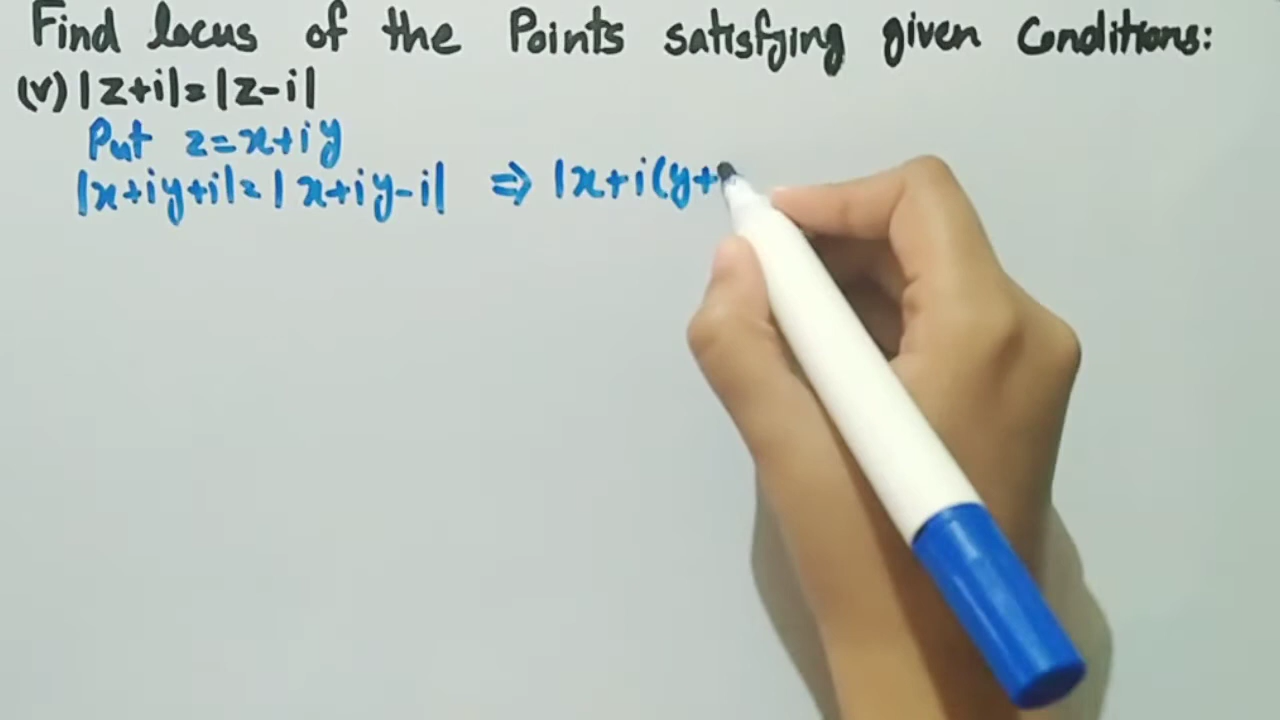 Find locus of the Points satisfying given Conditions:
(v) |z+i|=|z-i|
Put z=x+iy
|x+iy+i|=|x+iy-i| ⇒ |x+i(y+